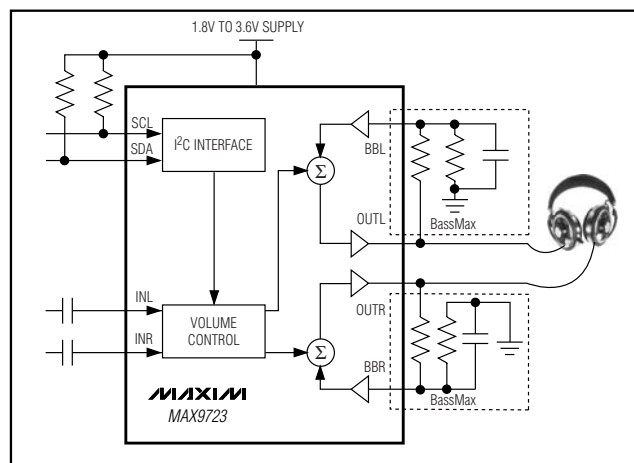 1.8V TO 3.6V SUPPLY
SCL
SDA
I²C INTERFACE
BBL
Σ
OUTL
BassMax
INL
INR
VOLUME
CONTROL
OUTR
Σ
BBR
BassMax
MAXIM
MAX9723